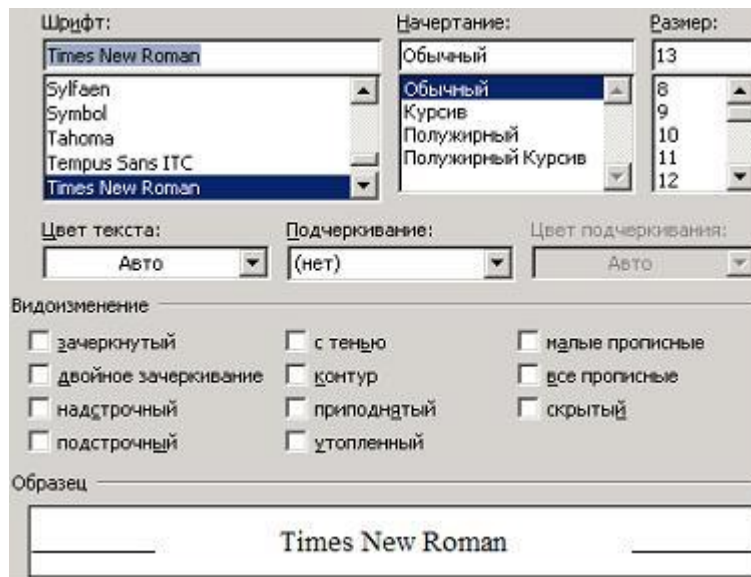 Шрифт: Начертание: Размер:
Times New Roman Обычный 13
Sylfaen Обычный 8
Symbol Курсив 9
Tahoma Полужирный 10
Tempus Sans ITC Полужирный Курсив 11
Times New Roman 12
Цвет текста: Подчеркивание: Цвет подчеркивания:
Авто (нет) Авто
Видоизменение
зачеркнутый с тенью малые прописные
двойное зачеркивание контур все прописные
надстрочный приподнятый скрытый
подстрочный утопленный
Образец
Times New Roman